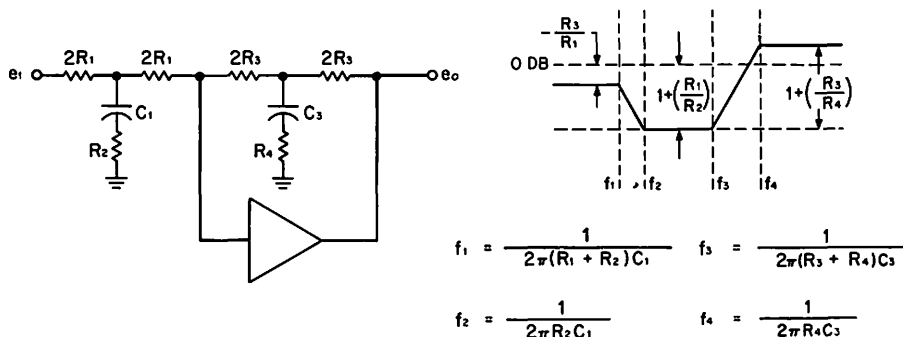 2R₁ 2R₁ 2R₃ 2R₃
e₁ e₀
C₁ C₃
R₂ R₄
- R₃/R₁
0 DB
1+(R₁/R₂) 1+(R₃/R₄)
f₁ f₂ f₃ f₄
f₁ = 1/2π(R₁ + R₂)C₁ f₃ = 1/2π(R₃ + R₄)C₃
f₂ = 1/2πR₂C₁ f₄ = 1/2πR₄C₃